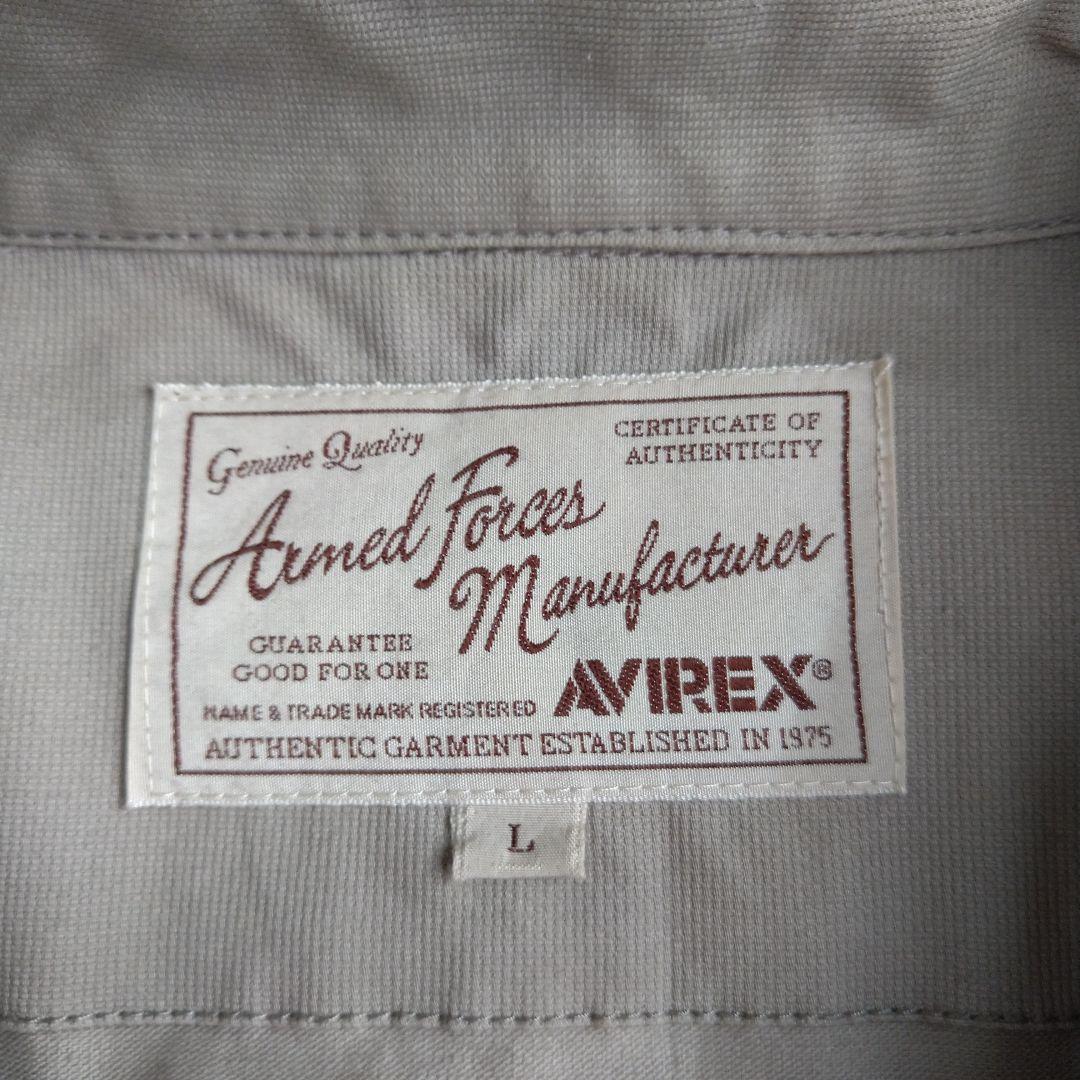 Genuine Quality
CERTIFICATE OF
AUTHENTICITY
Armed Forces
Manufacturer
GUARANTEE
GOOD FOR ONE
AVIREX®
NAME & TRADE MARK REGISTERED
AUTHENTIC GARMENT ESTABLISHED IN 1975
L